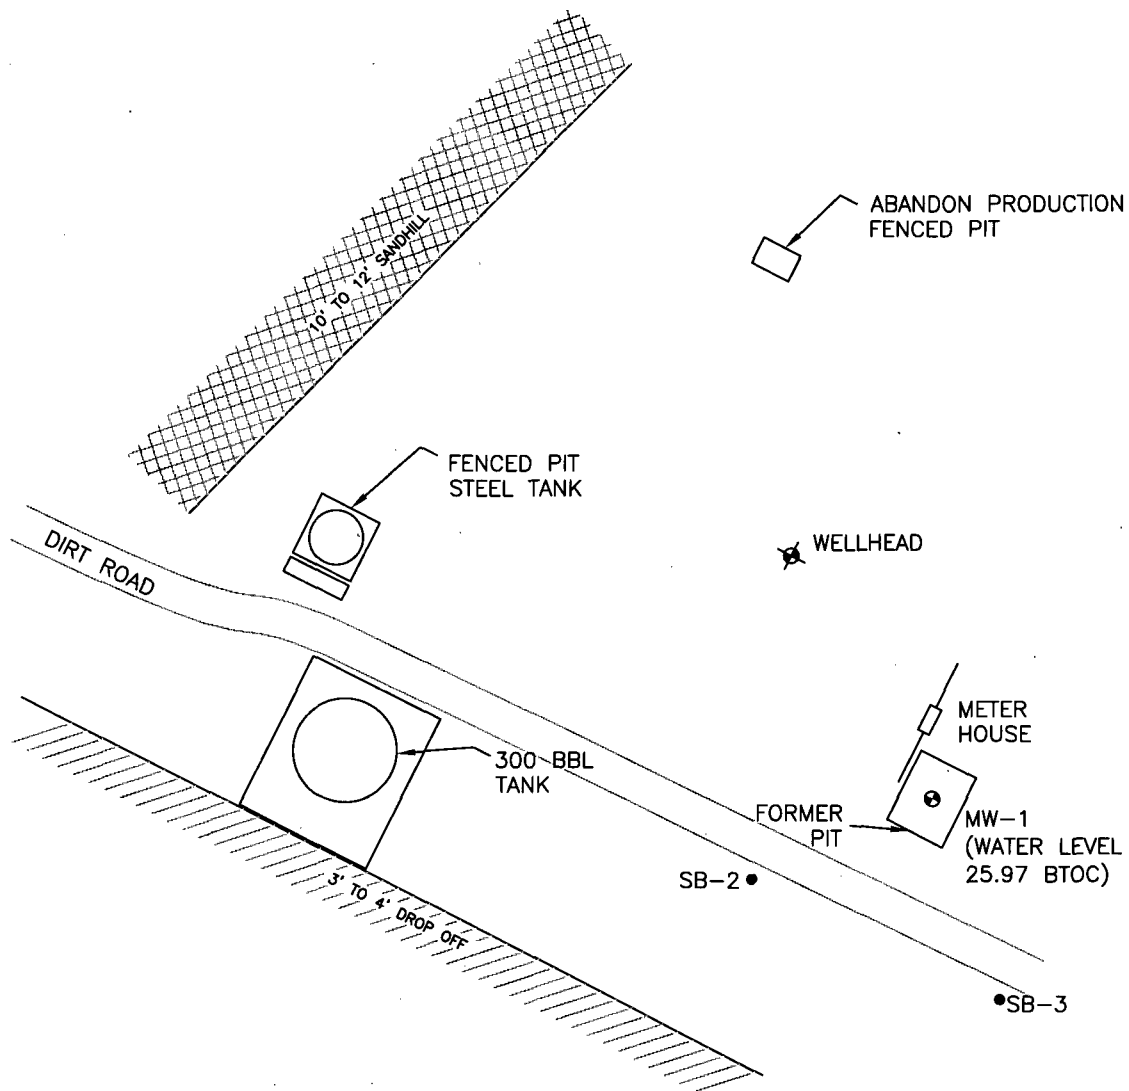 ABANDON PRODUCTION
FENCED PIT
10' TO 12' SANDHILL
FENCED PIT
STEEL TANK
WELLHEAD
DIRT ROAD
METER
HOUSE
300 BBL
TANK
FORMER
PIT
MW-1
(WATER LEVEL
25.97 BTOC)
SB-2
3' TO 4' DROP OFF
SB-3